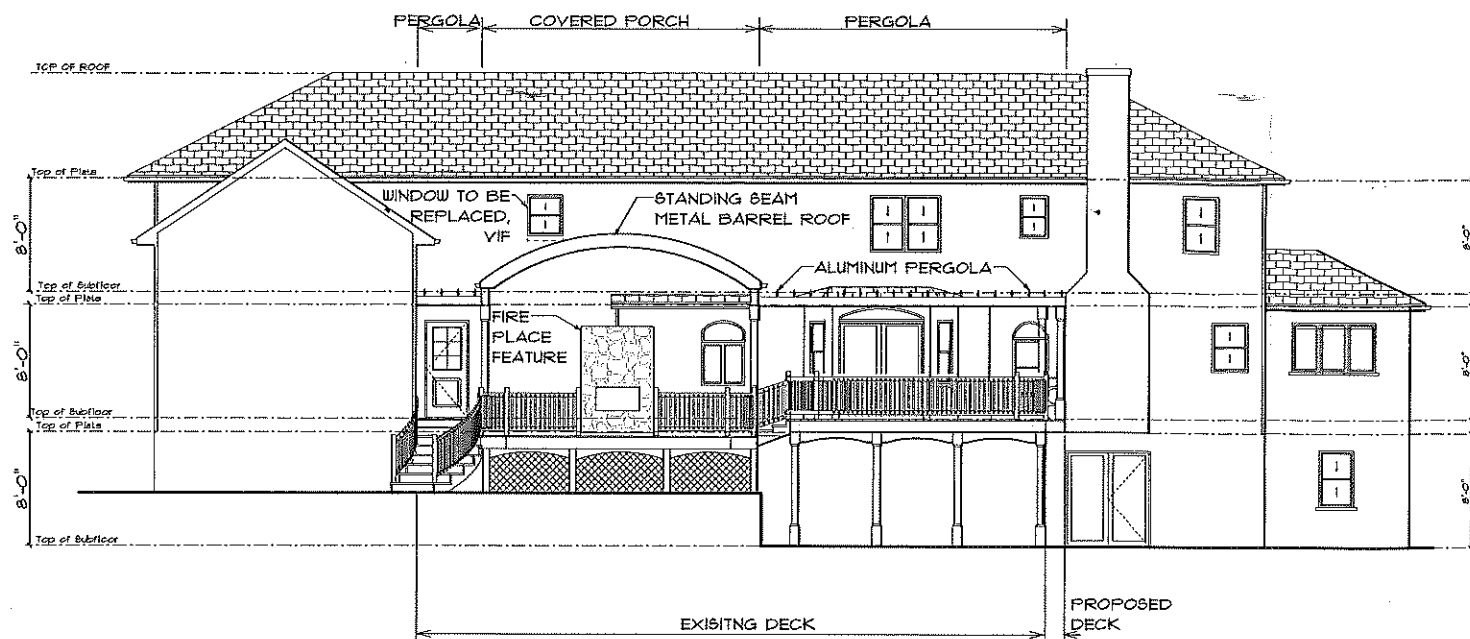 PERGOLA
COVERED PORCH
PERGOLA
TOP OF ROOF
Top of Plate
8'-0"
WINDOW TO BE
REPLACED,
VIF
STANDING SEAM
METAL BARREL ROOF
8'-0"
ALUMINUM PERGOLA
Top of Subfloor
Top of Plate
8'-0"
FIRE
PLACE
FEATURE
8'-0"
Top of Subfloor
Top of Plate
8'-0"
8'-0"
Top of Subfloor
EXISITNG DECK
PROPOSED
DECK